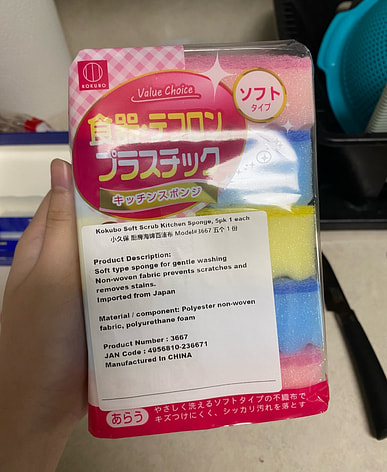 KOKUBO
Value Choice
ソフト
タイプ
食器・テフロン
プラスチック
キッチンスポンジ
Kokubo Soft Scrub Kitchen Sponge, 5pk 1 each
小久保 型牌海绵百洁布 Model#3667 五个 1 份
Product Description:
Soft type sponge for gentle washing
Non-woven fabric prevents scratches and
removes stains.
Imported from Japan
Material / component: Polyester non-woven
fabric, polyurethane foam
Product Number : 3667
JAN Code : 4956810-236671
Manufactured In CHINA
あらう
やさしく洗えるソフトタイプの不織布で
キズつけにくく、シッカリ汚れを落とす